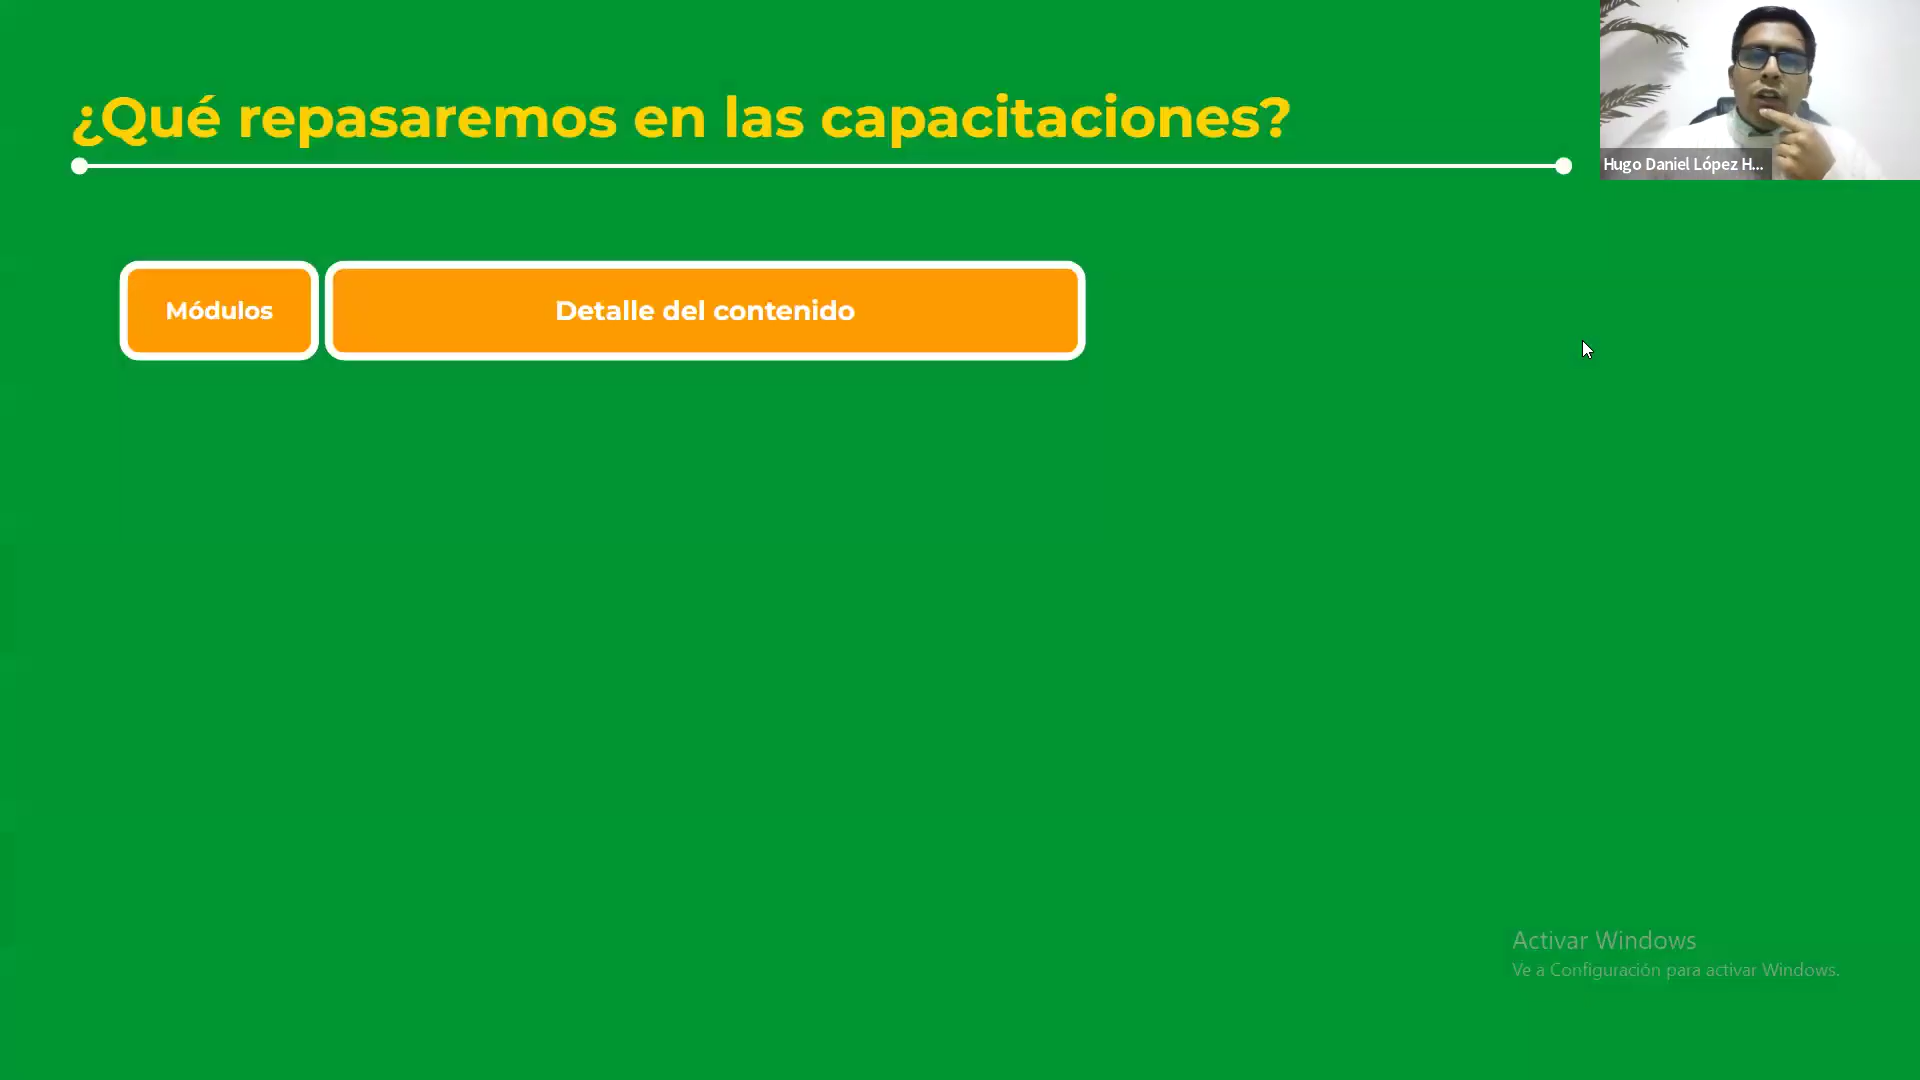 ¿Qué repasaremos en las capacitaciones?
Hugo Daniel López H...
Módulos
Detalle del contenido
Activar Windows
Ve a Configuración para activar Windows.